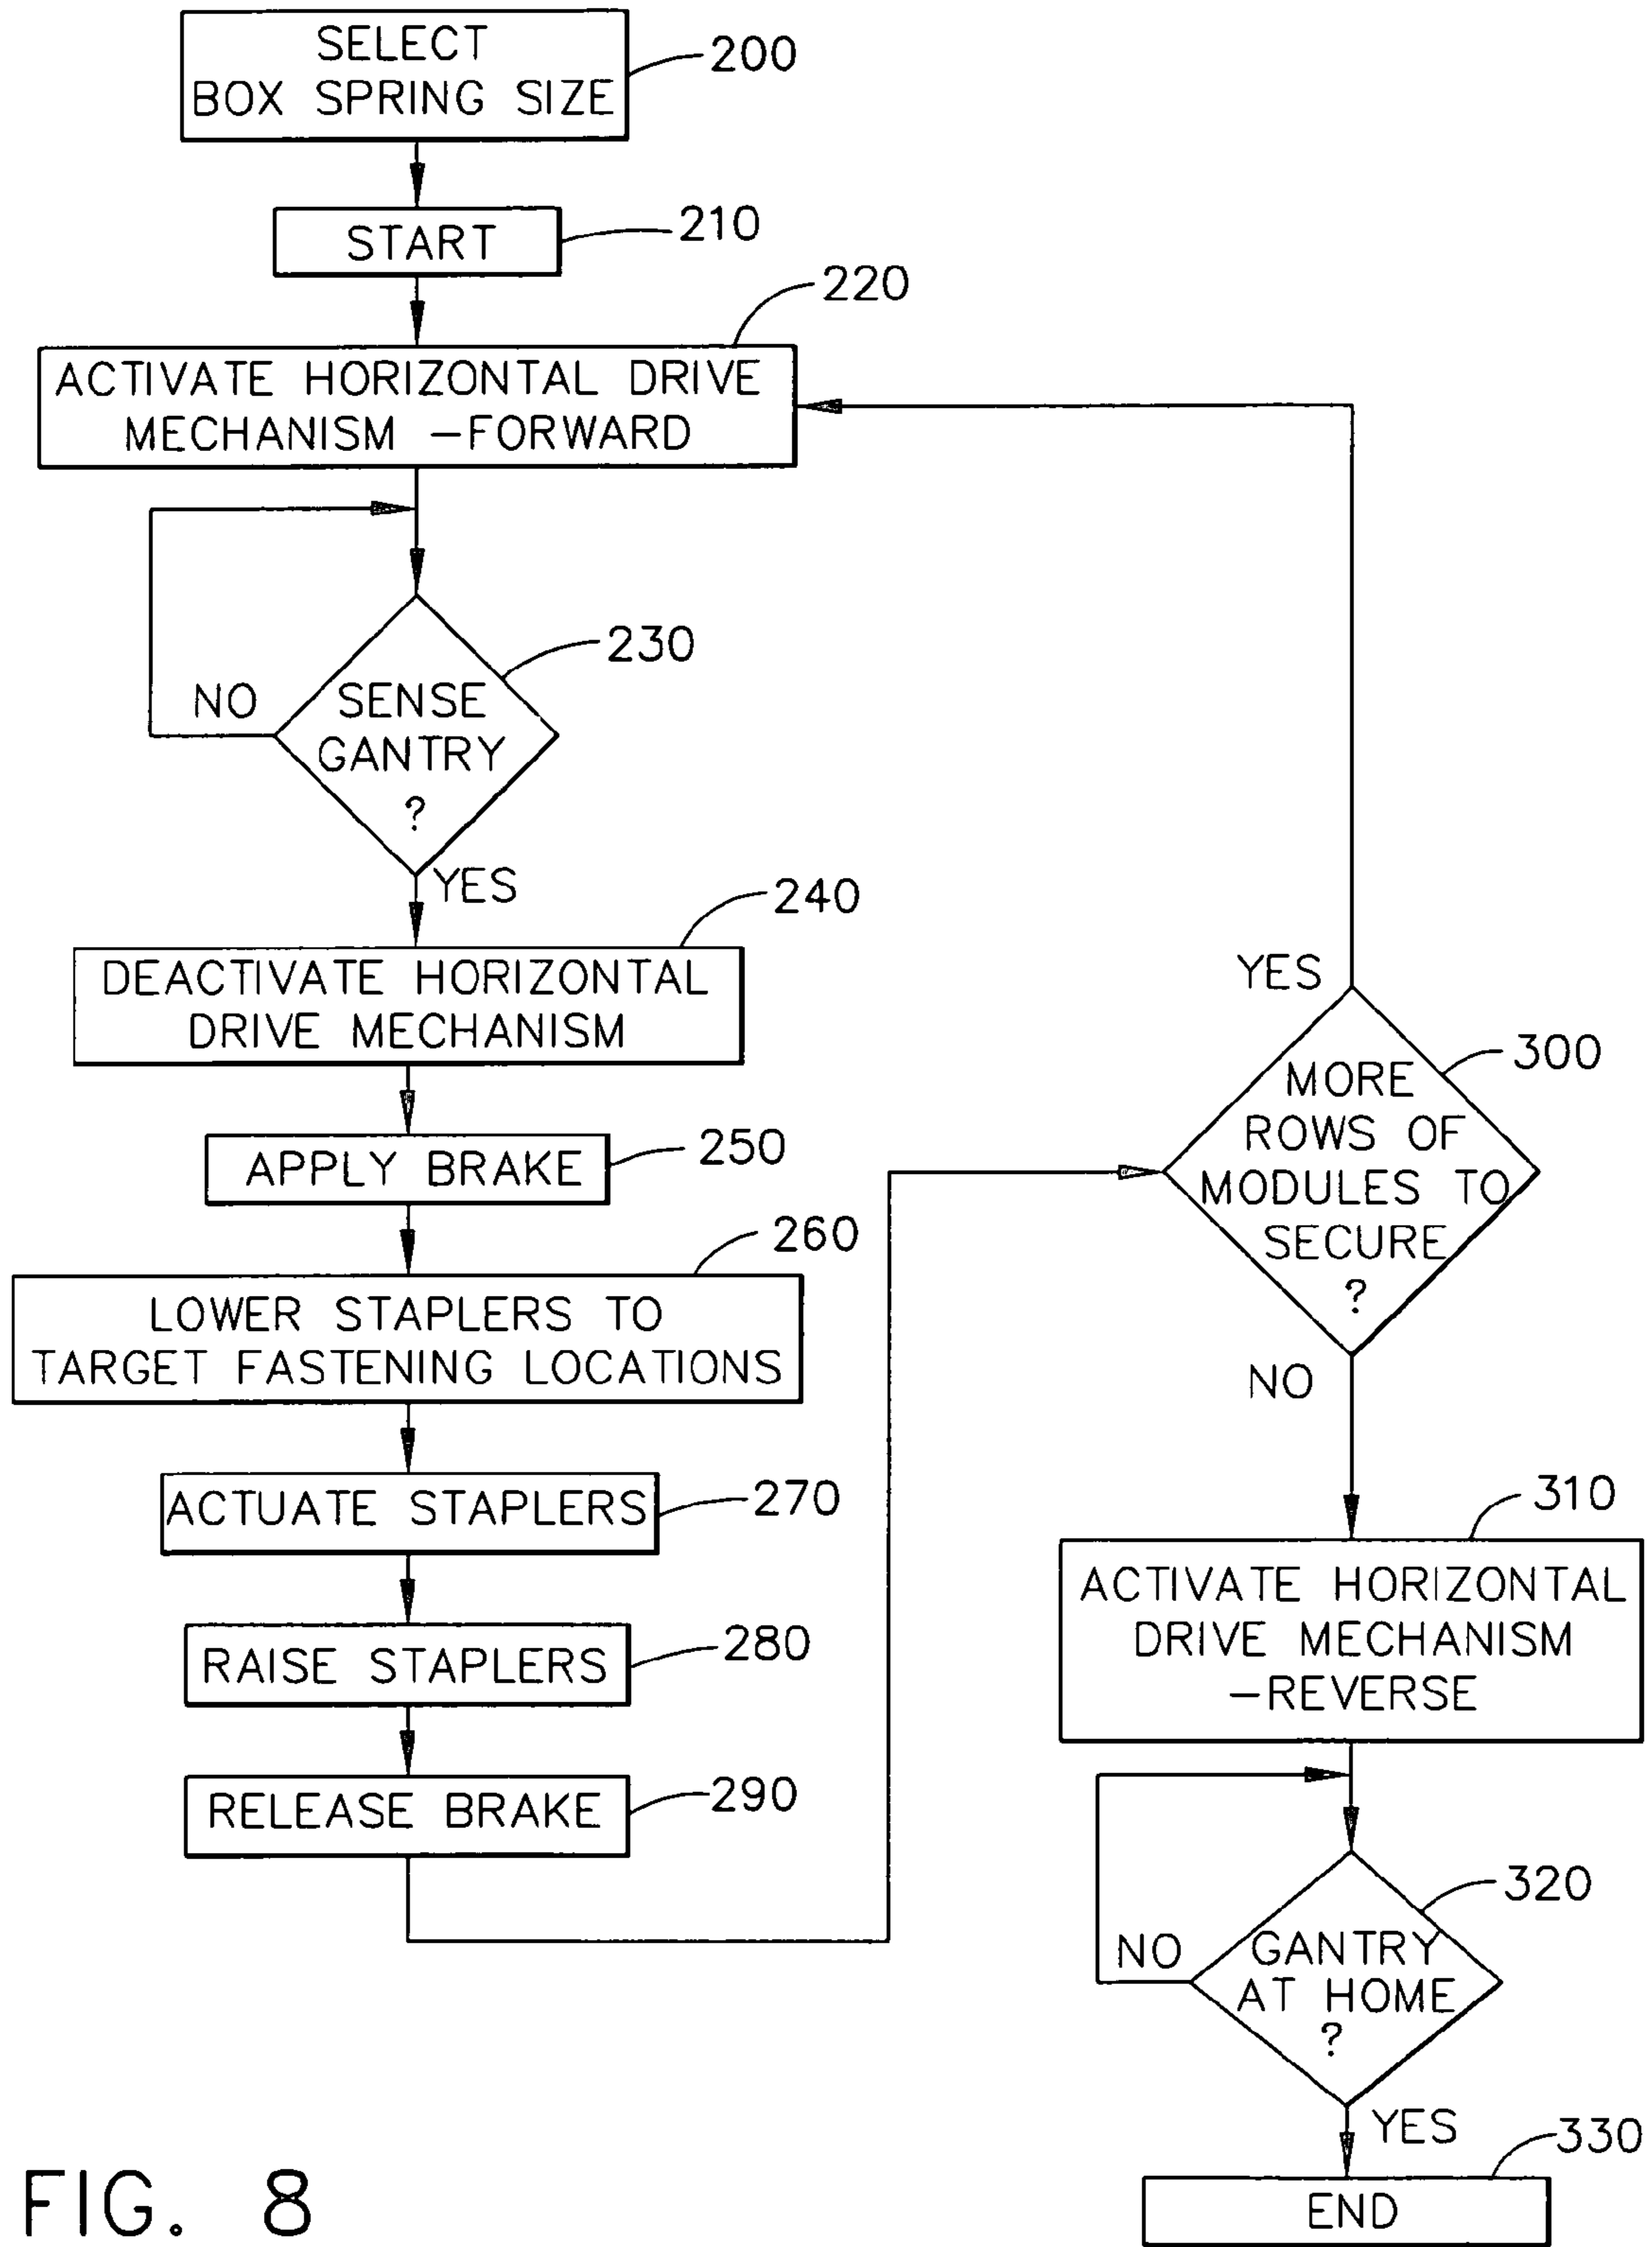 SELECT
BOX SPRING SIZE
200
START
210
220
ACTIVATE HORIZONTAL DRIVE
MECHANISM -FORWARD
230
NO
SENSE
GANTRY
?
YES
240
DEACTIVATE HORIZONTAL
DRIVE MECHANISM
APPLY BRAKE
250
260
LOWER STAPLERS TO
TARGET FASTENING LOCATIONS
ACTUATE STAPLERS
270
RAISE STAPLERS
280
RELEASE BRAKE
290
YES
300
MORE
ROWS OF
MODULES TO
SECURE
?
NO
310
ACTIVATE HORIZONTAL
DRIVE MECHANISM
-REVERSE
320
NO
GANTRY
AT HOME
?
YES
330
END
FIG. 8